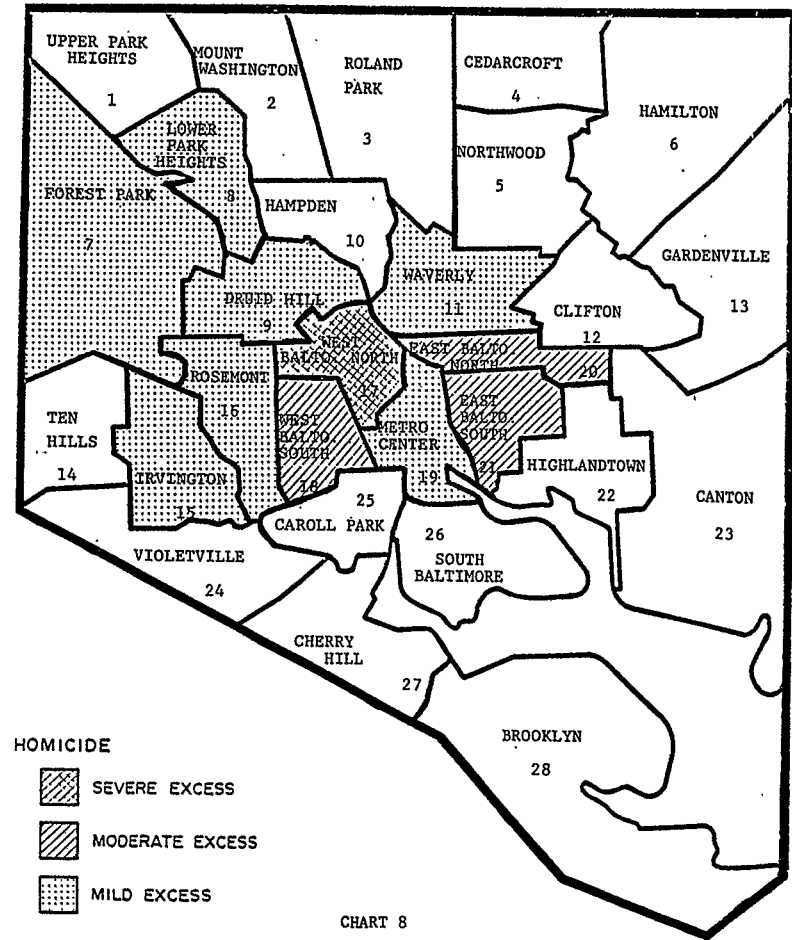 UPPER PARK
HEIGHTS
1
MOUNT
WASHINGTON
2
ROLAND
PARK
3
CEDARCROFT
4
NORTHWOOD
5
HAMILTON
6
FOREST PARK
7
LOWER
PARK
HEIGHTS
8
DRUID HILL
9
HAMPDEN
10
WAVERLY
11
CLIFTON
12
GARDENVILLE
13
TEN
HILLS
14
IRVINGTON
15
ROSEMONT
16
WEST
BALTO. NORTH
17
WEST
BALTO.
SOUTH
18
METRO
CENTER
19
EAST BALTO.
NORTH
20
EAST
BALTO.
SOUTH
21
HIGHLANDTOWN
22
CANTON
23
VIOLETVILLE
24
25
CAROLL PARK
26
SOUTH
BALTIMORE
CHERRY
HILL
27
BROOKLYN
28
HOMICIDE
SEVERE EXCESS
MODERATE EXCESS
MILD EXCESS
CHART 8